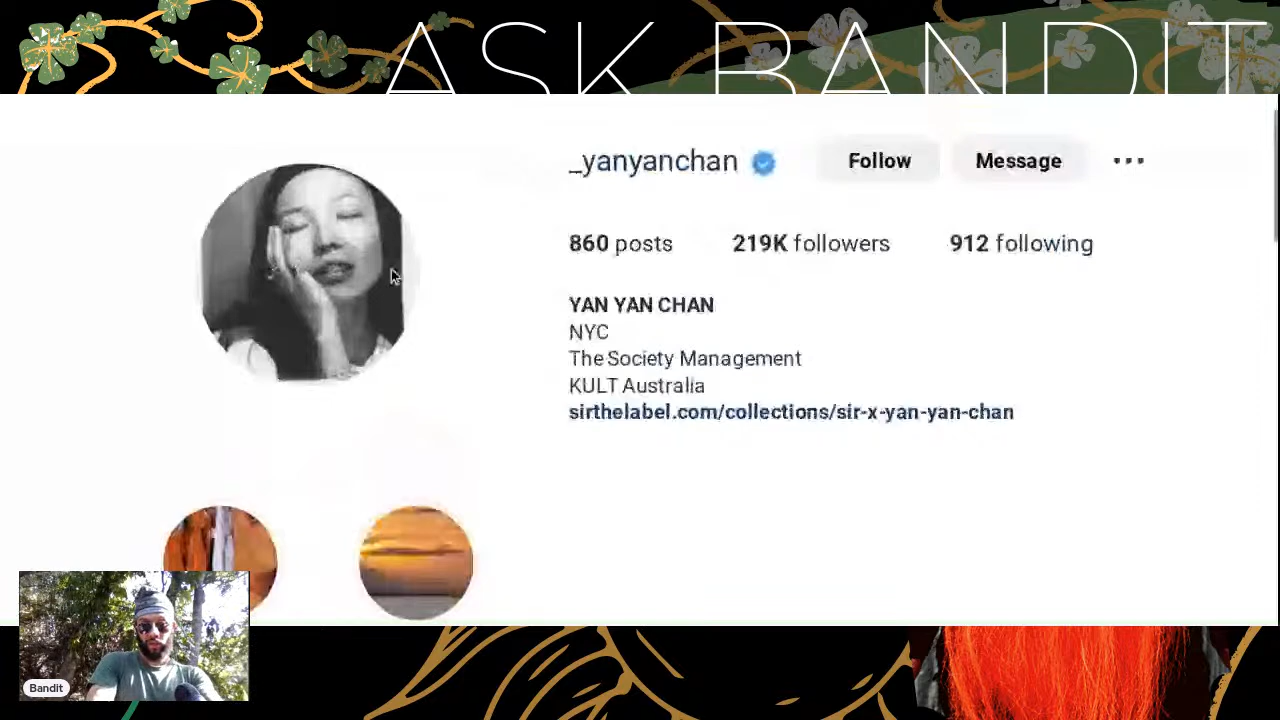 ASK BANDIT
_yanyanchan Follow Message
860 posts 219K followers 912 following
YAN YAN CHAN
NYC
The Society Management
KULT Australia
sirthelabel.com/collections/sir-x-yan-yan-chan
Bandit